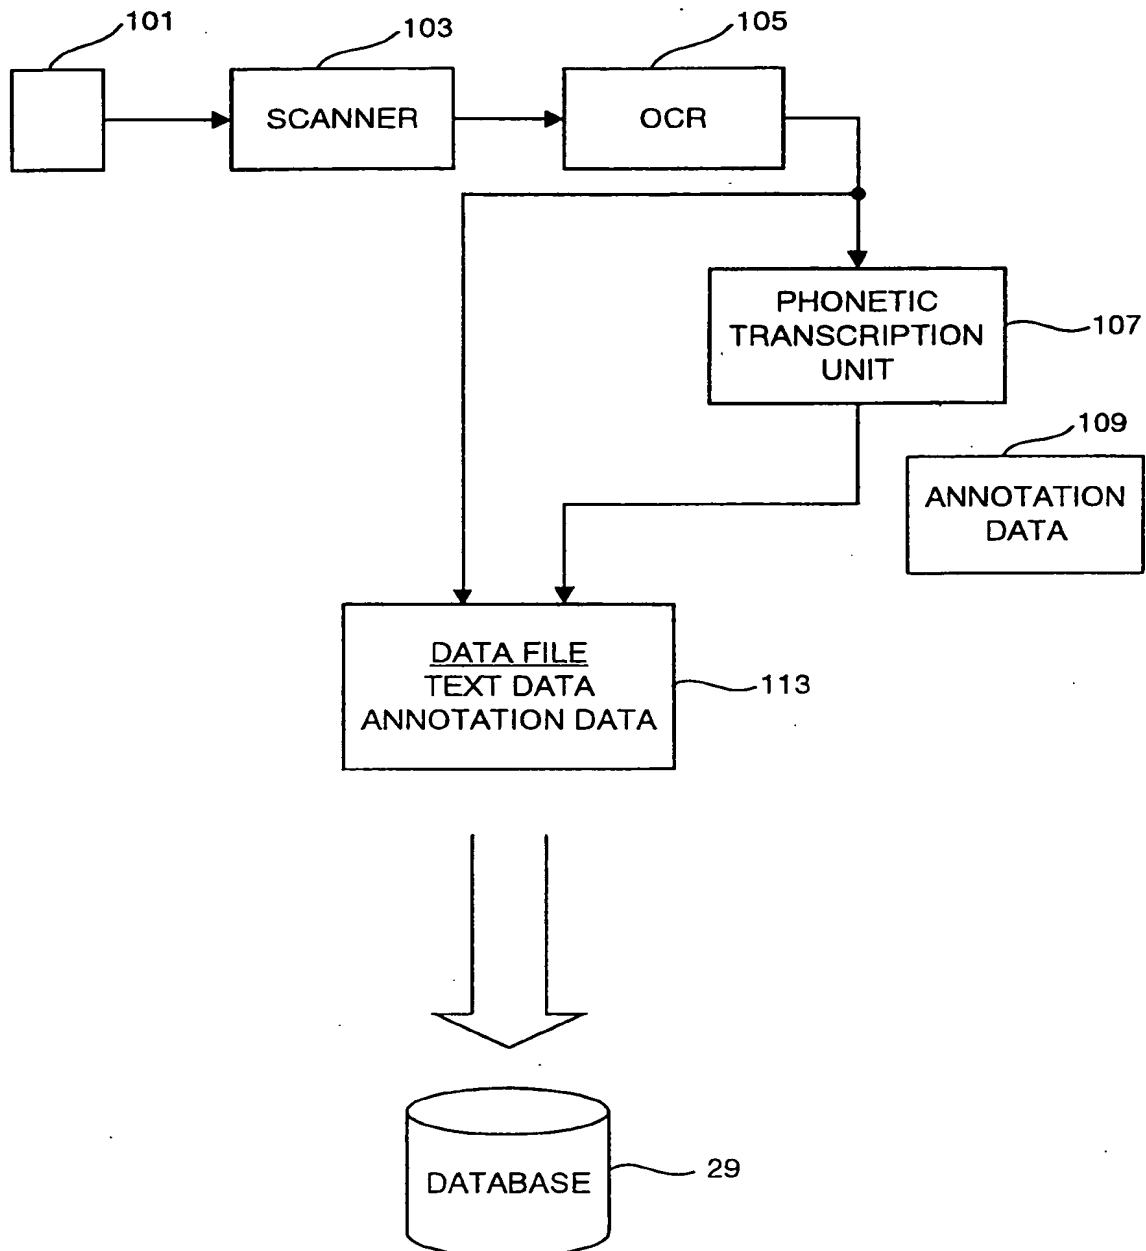 101
103
105
SCANNER
OCR
PHONETIC
TRANSCRIPTION
UNIT
107
109
ANNOTATION
DATA
DATA FILE
TEXT DATA
ANNOTATION DATA
113
DATABASE
29